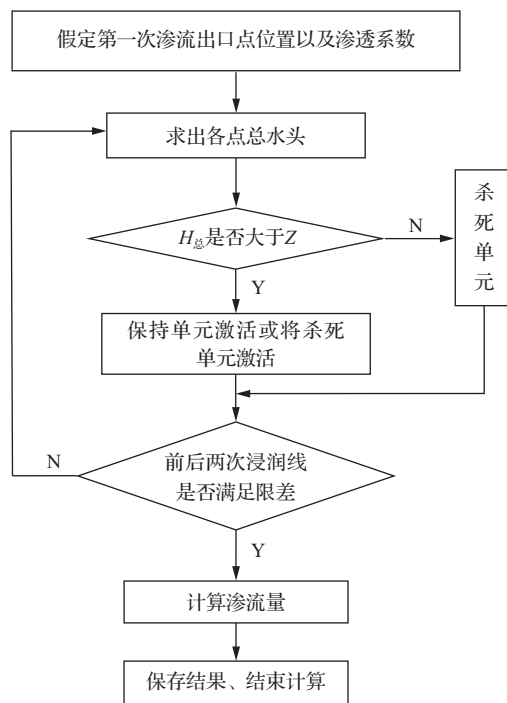 假定第一次渗流出口点位置以及渗透系数
求出各点总水头
H总是否大于Z
N
杀
死
单
元
Y
保持单元激活或将杀死
单元激活
前后两次浸润线
是否满足限差
N
Y
计算渗流量
保存结果、结束计算